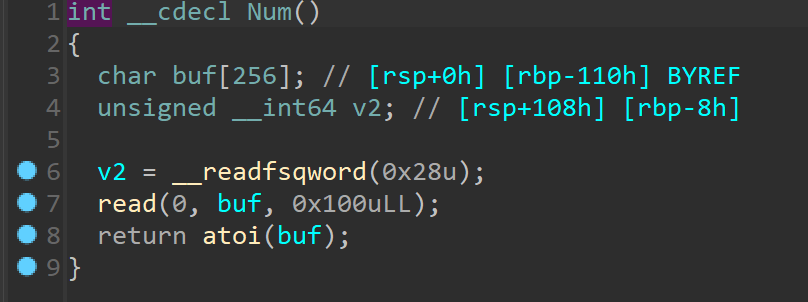 1 int __cdecl Num()
2 {
3   char buf[256]; // [rsp+0h] [rbp-110h] BYREF
4   unsigned __int64 v2; // [rsp+108h] [rbp-8h]
5
6   v2 = __readfsqword(0x28u);
7   read(0, buf, 0x100uLL);
8   return atoi(buf);
9 }